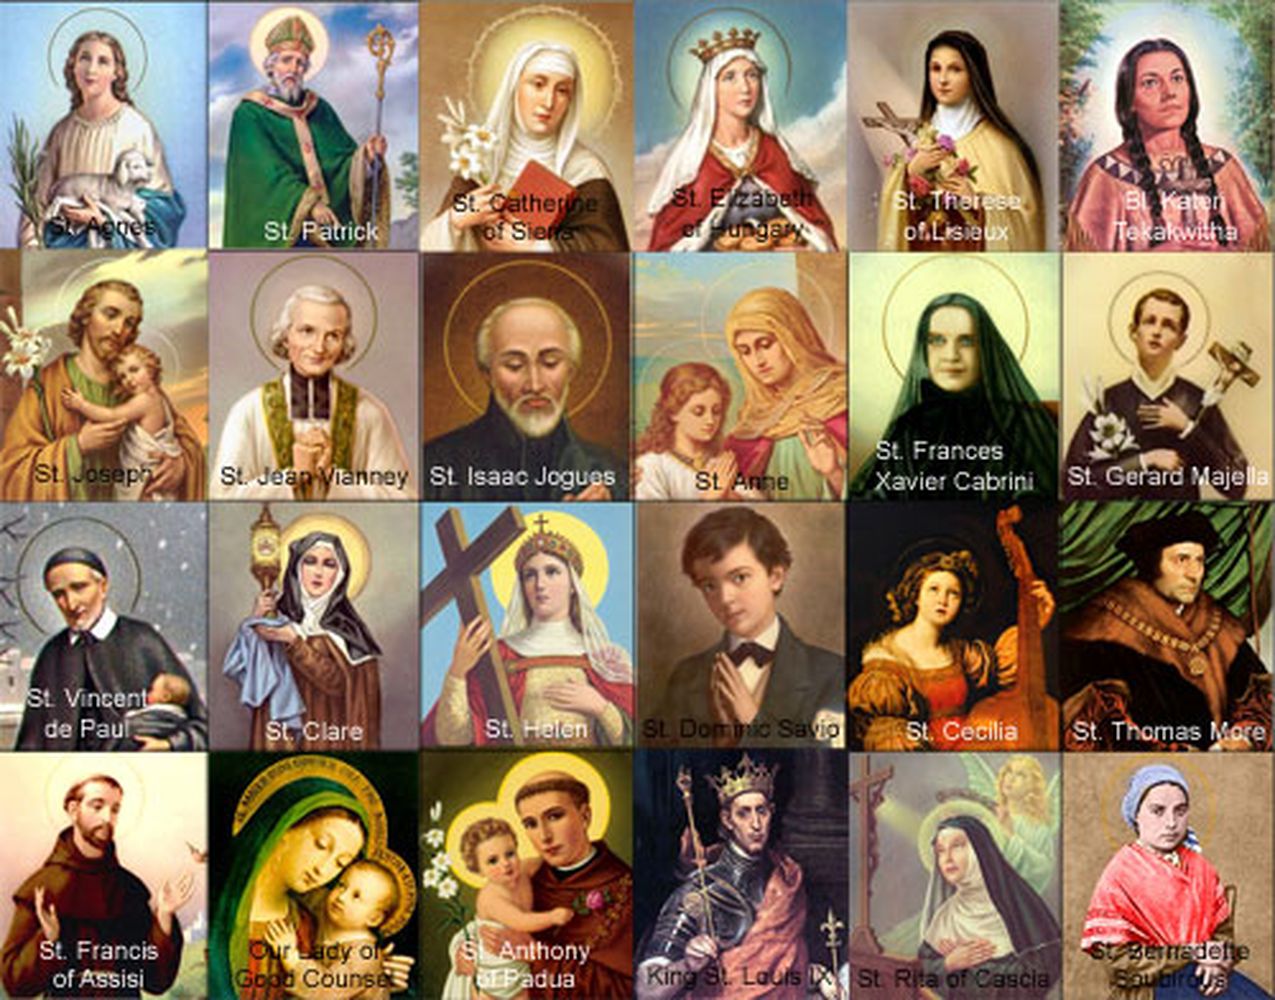 St. Agnes
St. Patrick
St. Catherine
of Siena
St. Elizabeth
of Hungary
St. Therese
of Lisieux
Bl. Kateri
Tekakwitha
St. Joseph
St. Jean Vianney
St. Isaac Jogues
St. Anne
St. Frances
Xavier Cabrini
St. Gerard Majella
St. Vincent
de Paul
St. Clare
St. Helen
St. Dominic Savio
St. Cecilia
St. Thomas More
St. Francis
of Assisi
Our Lady of
Good Counsel
St. Anthony
of Padua
King St. Louis IX
St. Rita of Cascia
St. Bernadette
Soubirous